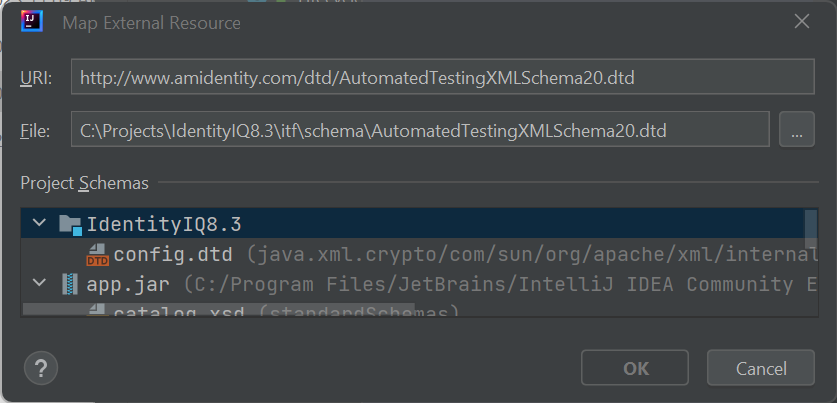 IJ Map External Resource
URI: http://www.amidentity.com/dtd/AutomatedTestingXMLSchema20.dtd
File: C:\Projects\IdentityIQ8.3\itf\schema\AutomatedTestingXMLSchema20.dtd ...
Project Schemas
IdentityIQ8.3
DTD config.dtd (java.xml.crypto/com/sun/org/apache/xml/internal
app.jar (C:/Program Files/JetBrains/IntelliJ IDEA Community E
catalog.xsd (standardSchemas)
? OK Cancel